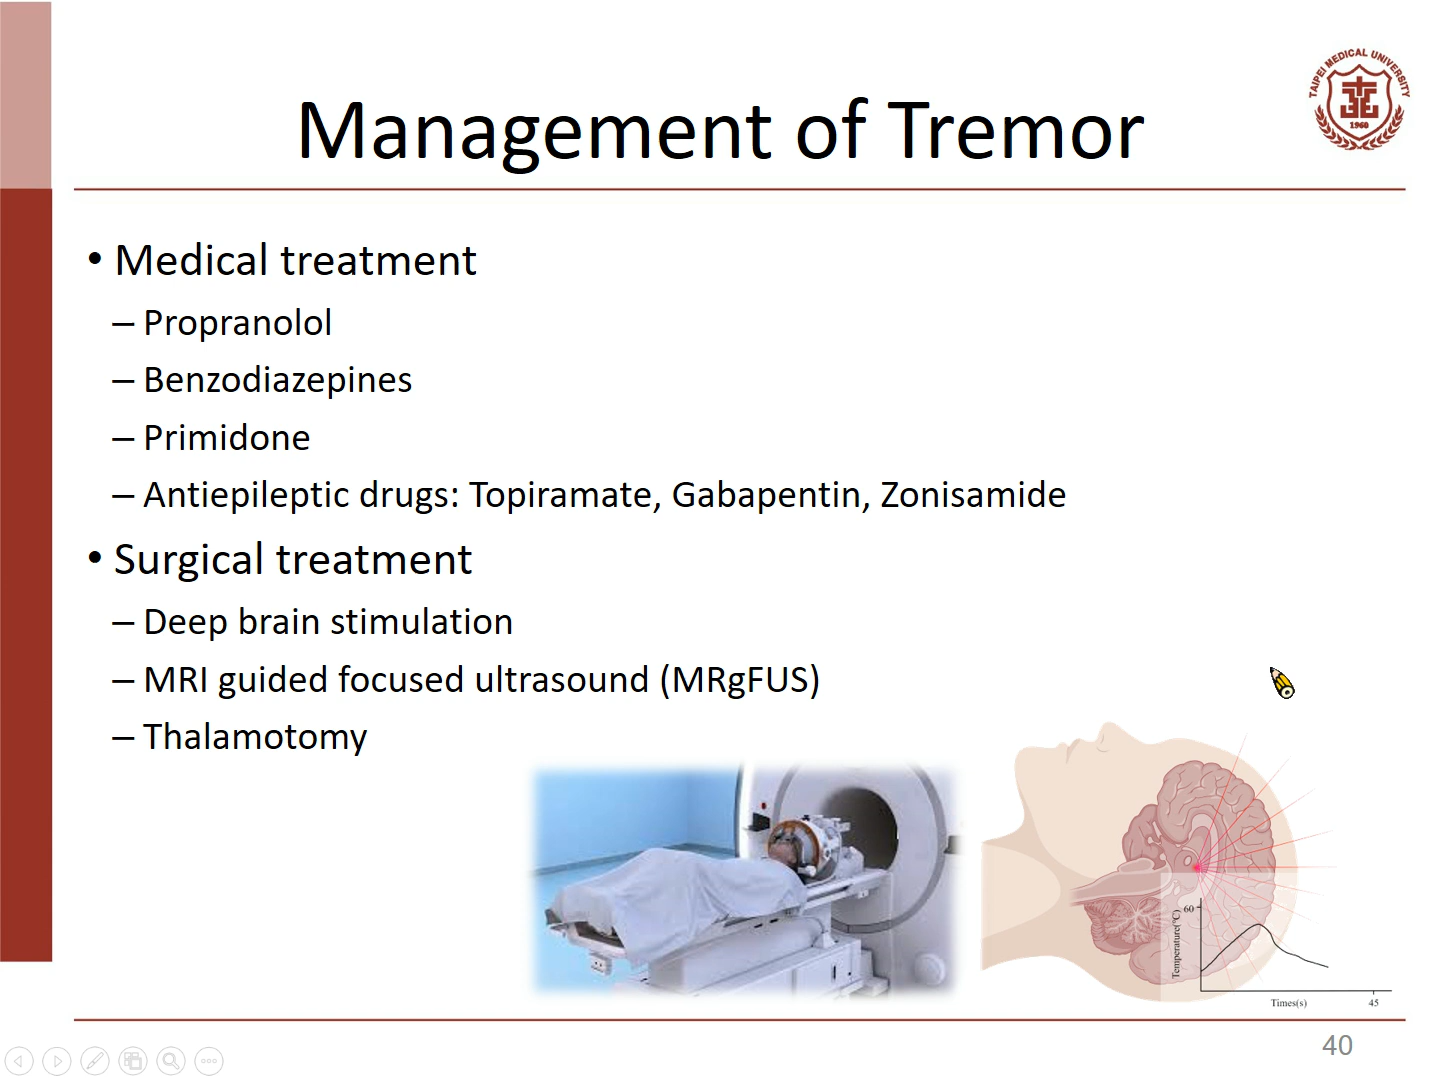 TAIPEI MEDICAL UNIVERSITY
1960
Management of Tremor
• Medical treatment
– Propranolol
– Benzodiazepines
– Primidone
– Antiepileptic drugs: Topiramate, Gabapentin, Zonisamide
• Surgical treatment
– Deep brain stimulation
– MRI guided focused ultrasound (MRgFUS)
– Thalamotomy
60
Temperature(°C)
Times(s)
45
40